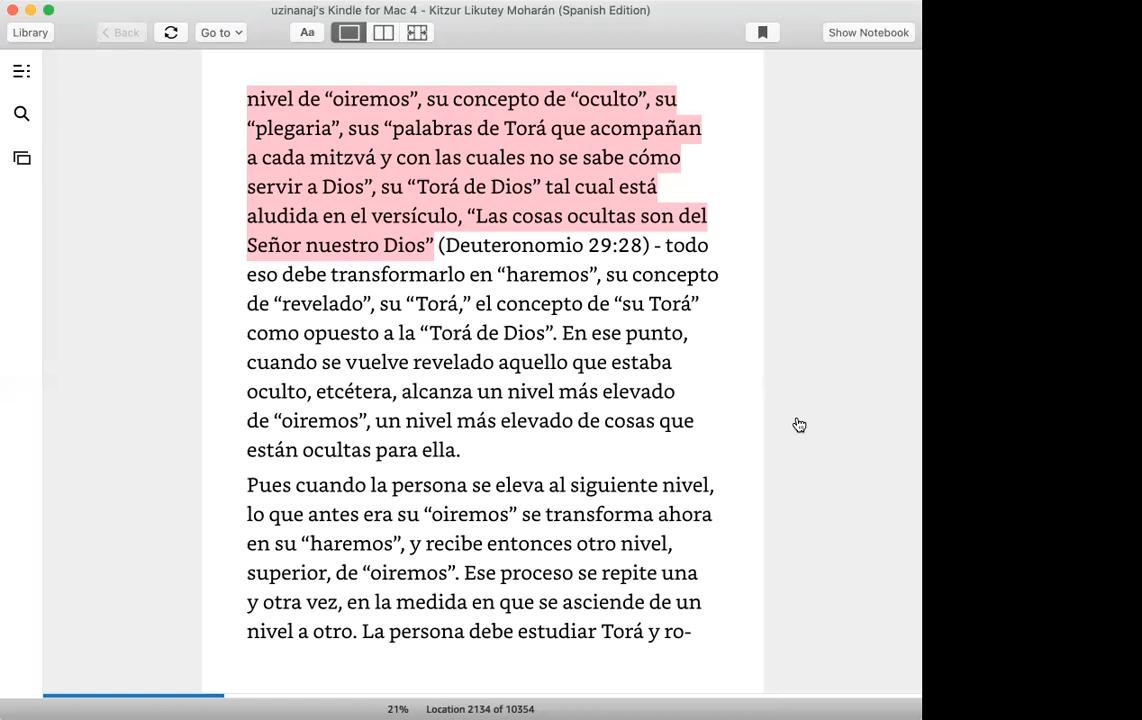 uzinanaj's Kindle for Mac 4 - Kitzur Likutey Moharán (Spanish Edition)
Library
Back
Go to
Aa
Show Notebook
nivel de “oiremos”, su concepto de “oculto”, su
“plegaria”, sus “palabras de Torá que acompañan
a cada mitzvá y con las cuales no se sabe cómo
servir a Dios”, su “Torá de Dios” tal cual está
aludida en el versículo, “Las cosas ocultas son del
Señor nuestro Dios” (Deuteronomio 29:28) - todo
eso debe transformarlo en “haremos”, su concepto
de “revelado”, su “Torá,” el concepto de “su Torá”
como opuesto a la “Torá de Dios”. En ese punto,
cuando se vuelve revelado aquello que estaba
oculto, etcétera, alcanza un nivel más elevado
de “oiremos”, un nivel más elevado de cosas que
están ocultas para ella.
Pues cuando la persona se eleva al siguiente nivel,
lo que antes era su “oiremos” se transforma ahora
en su “haremos”, y recibe entonces otro nivel,
superior, de “oiremos”. Ese proceso se repite una
y otra vez, en la medida en que se asciende de un
nivel a otro. La persona debe estudiar Torá y ro-
21% Location 2134 of 10354